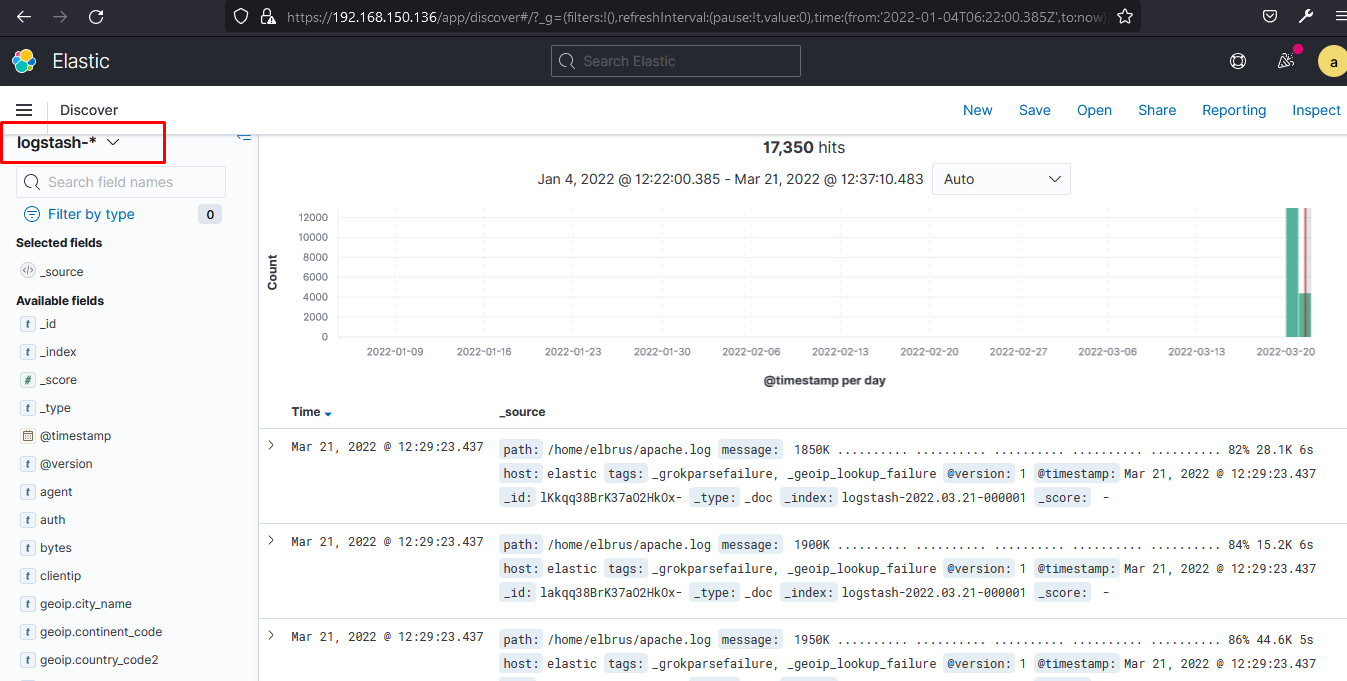 https://192.168.150.136/app/discover#/?_g=(filters:!(),refreshInterval:(pause:!t,value:0),time:(from:'2022-01-04T06:22:00.385Z',to:now)
Elastic
Search Elastic
a
Discover
New Save Open Share Reporting Inspect
logstash-*
Search field names
Filter by type 0
Selected fields
_source
Available fields
t _id
t _index
# _score
t _type
@timestamp
t @version
t agent
t auth
t bytes
t clientip
t geoip.city_name
t geoip.continent_code
t geoip.country_code2
17,350 hits
Jan 4, 2022 @ 12:22:00.385 - Mar 21, 2022 @ 12:37:10.483 Auto
Count
12000
10000
8000
6000
4000
2000
0
2022-01-09 2022-01-16 2022-01-23 2022-01-30 2022-02-06 2022-02-13 2022-02-20 2022-02-27 2022-03-06 2022-03-13 2022-03-20
@timestamp per day
Time _source
Mar 21, 2022 @ 12:29:23.437 path: /home/elbrus/apache.log message: 1850K .......... .......... .......... .......... .......... 82% 28.1K 6s
host: elastic tags: _grokparsefailure, _geoip_lookup_failure @version: 1 @timestamp: Mar 21, 2022 @ 12:29:23.437
_id: lKkqq38BrK37aO2HkOx- _type: _doc _index: logstash-2022.03.21-000001 _score: -
Mar 21, 2022 @ 12:29:23.437 path: /home/elbrus/apache.log message: 1900K .......... .......... .......... .......... .......... 84% 15.2K 6s
host: elastic tags: _grokparsefailure, _geoip_lookup_failure @version: 1 @timestamp: Mar 21, 2022 @ 12:29:23.437
_id: lakqq38BrK37aO2HkOx- _type: _doc _index: logstash-2022.03.21-000001 _score: -
Mar 21, 2022 @ 12:29:23.437 path: /home/elbrus/apache.log message: 1950K .......... .......... .......... .......... .......... 86% 44.6K 5s
host: elastic tags: _grokparsefailure, _geoip_lookup_failure @version: 1 @timestamp: Mar 21, 2022 @ 12:29:23.437